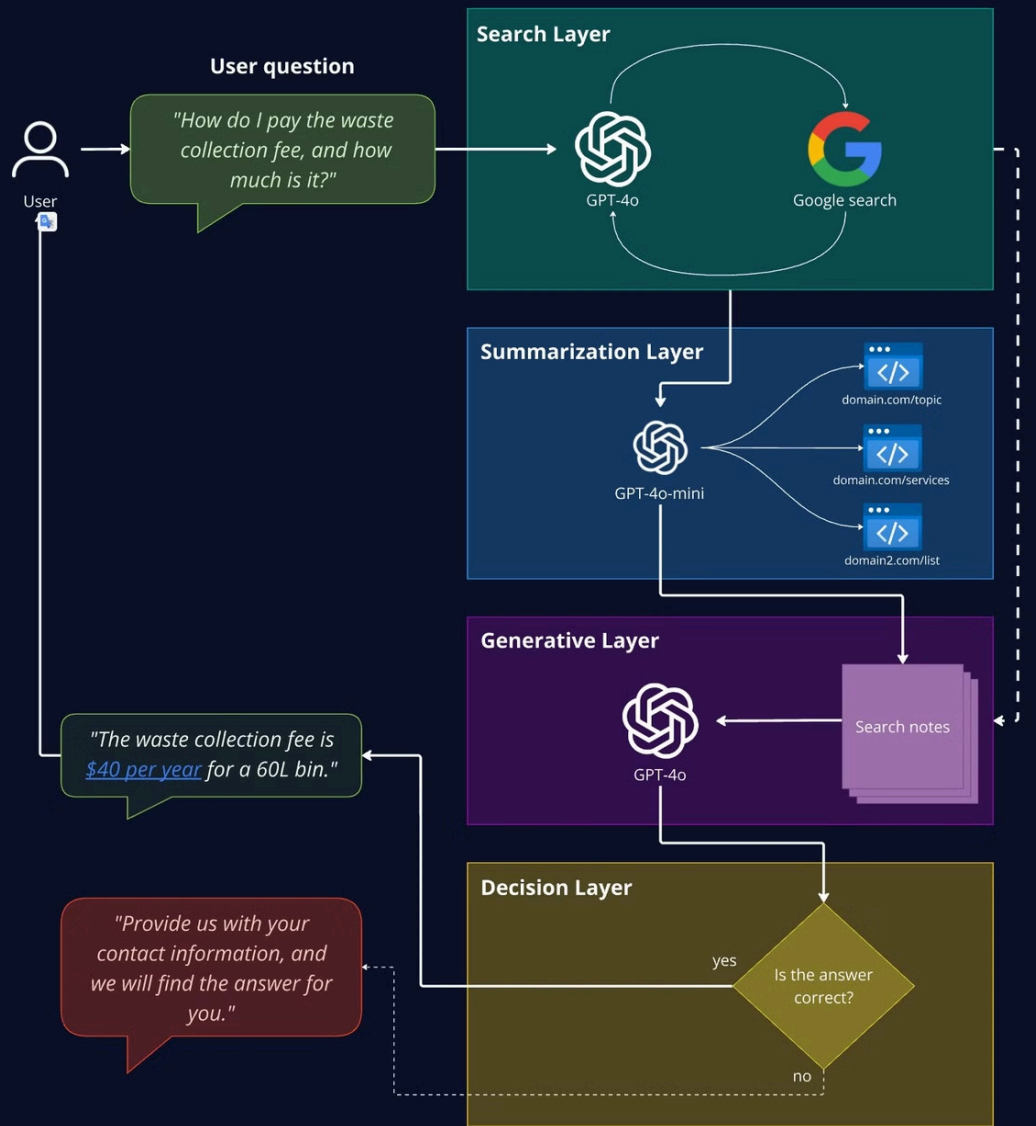 User question
"How do I pay the waste
collection fee, and how
much is it?"
User
Search Layer
GPT-4o
Google search
Summarization Layer
GPT-4o-mini
domain.com/topic
domain.com/services
domain2.com/list
Generative Layer
GPT-4o
Search notes
"The waste collection fee is
$40 per year for a 60L bin."
Decision Layer
Is the answer
correct?
yes
no
"Provide us with your
contact information, and
we will find the answer for
you."